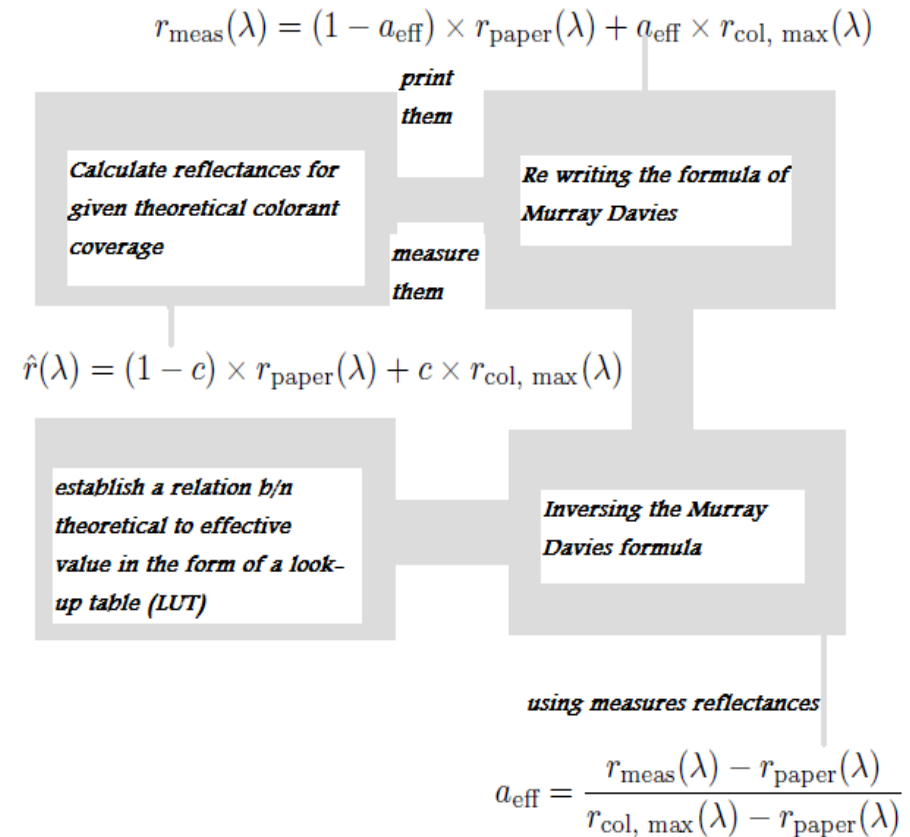 r_meas(λ) = (1 − a_eff) × r_paper(λ) + a_eff × r_col, max(λ)
print
them
Calculate reflectances for
given theoretical colorant
coverage
Re writing the formula of
Murray Davies
measure
them
r̂(λ) = (1 − c) × r_paper(λ) + c × r_col, max(λ)
establish a relation b/n
theoretical to effective
value in the form of a look-
up table (LUT)
Inversing the Murray
Davies formula
using measures reflectances
a_eff = (r_meas(λ) − r_paper(λ)) / (r_col, max(λ) − r_paper(λ))